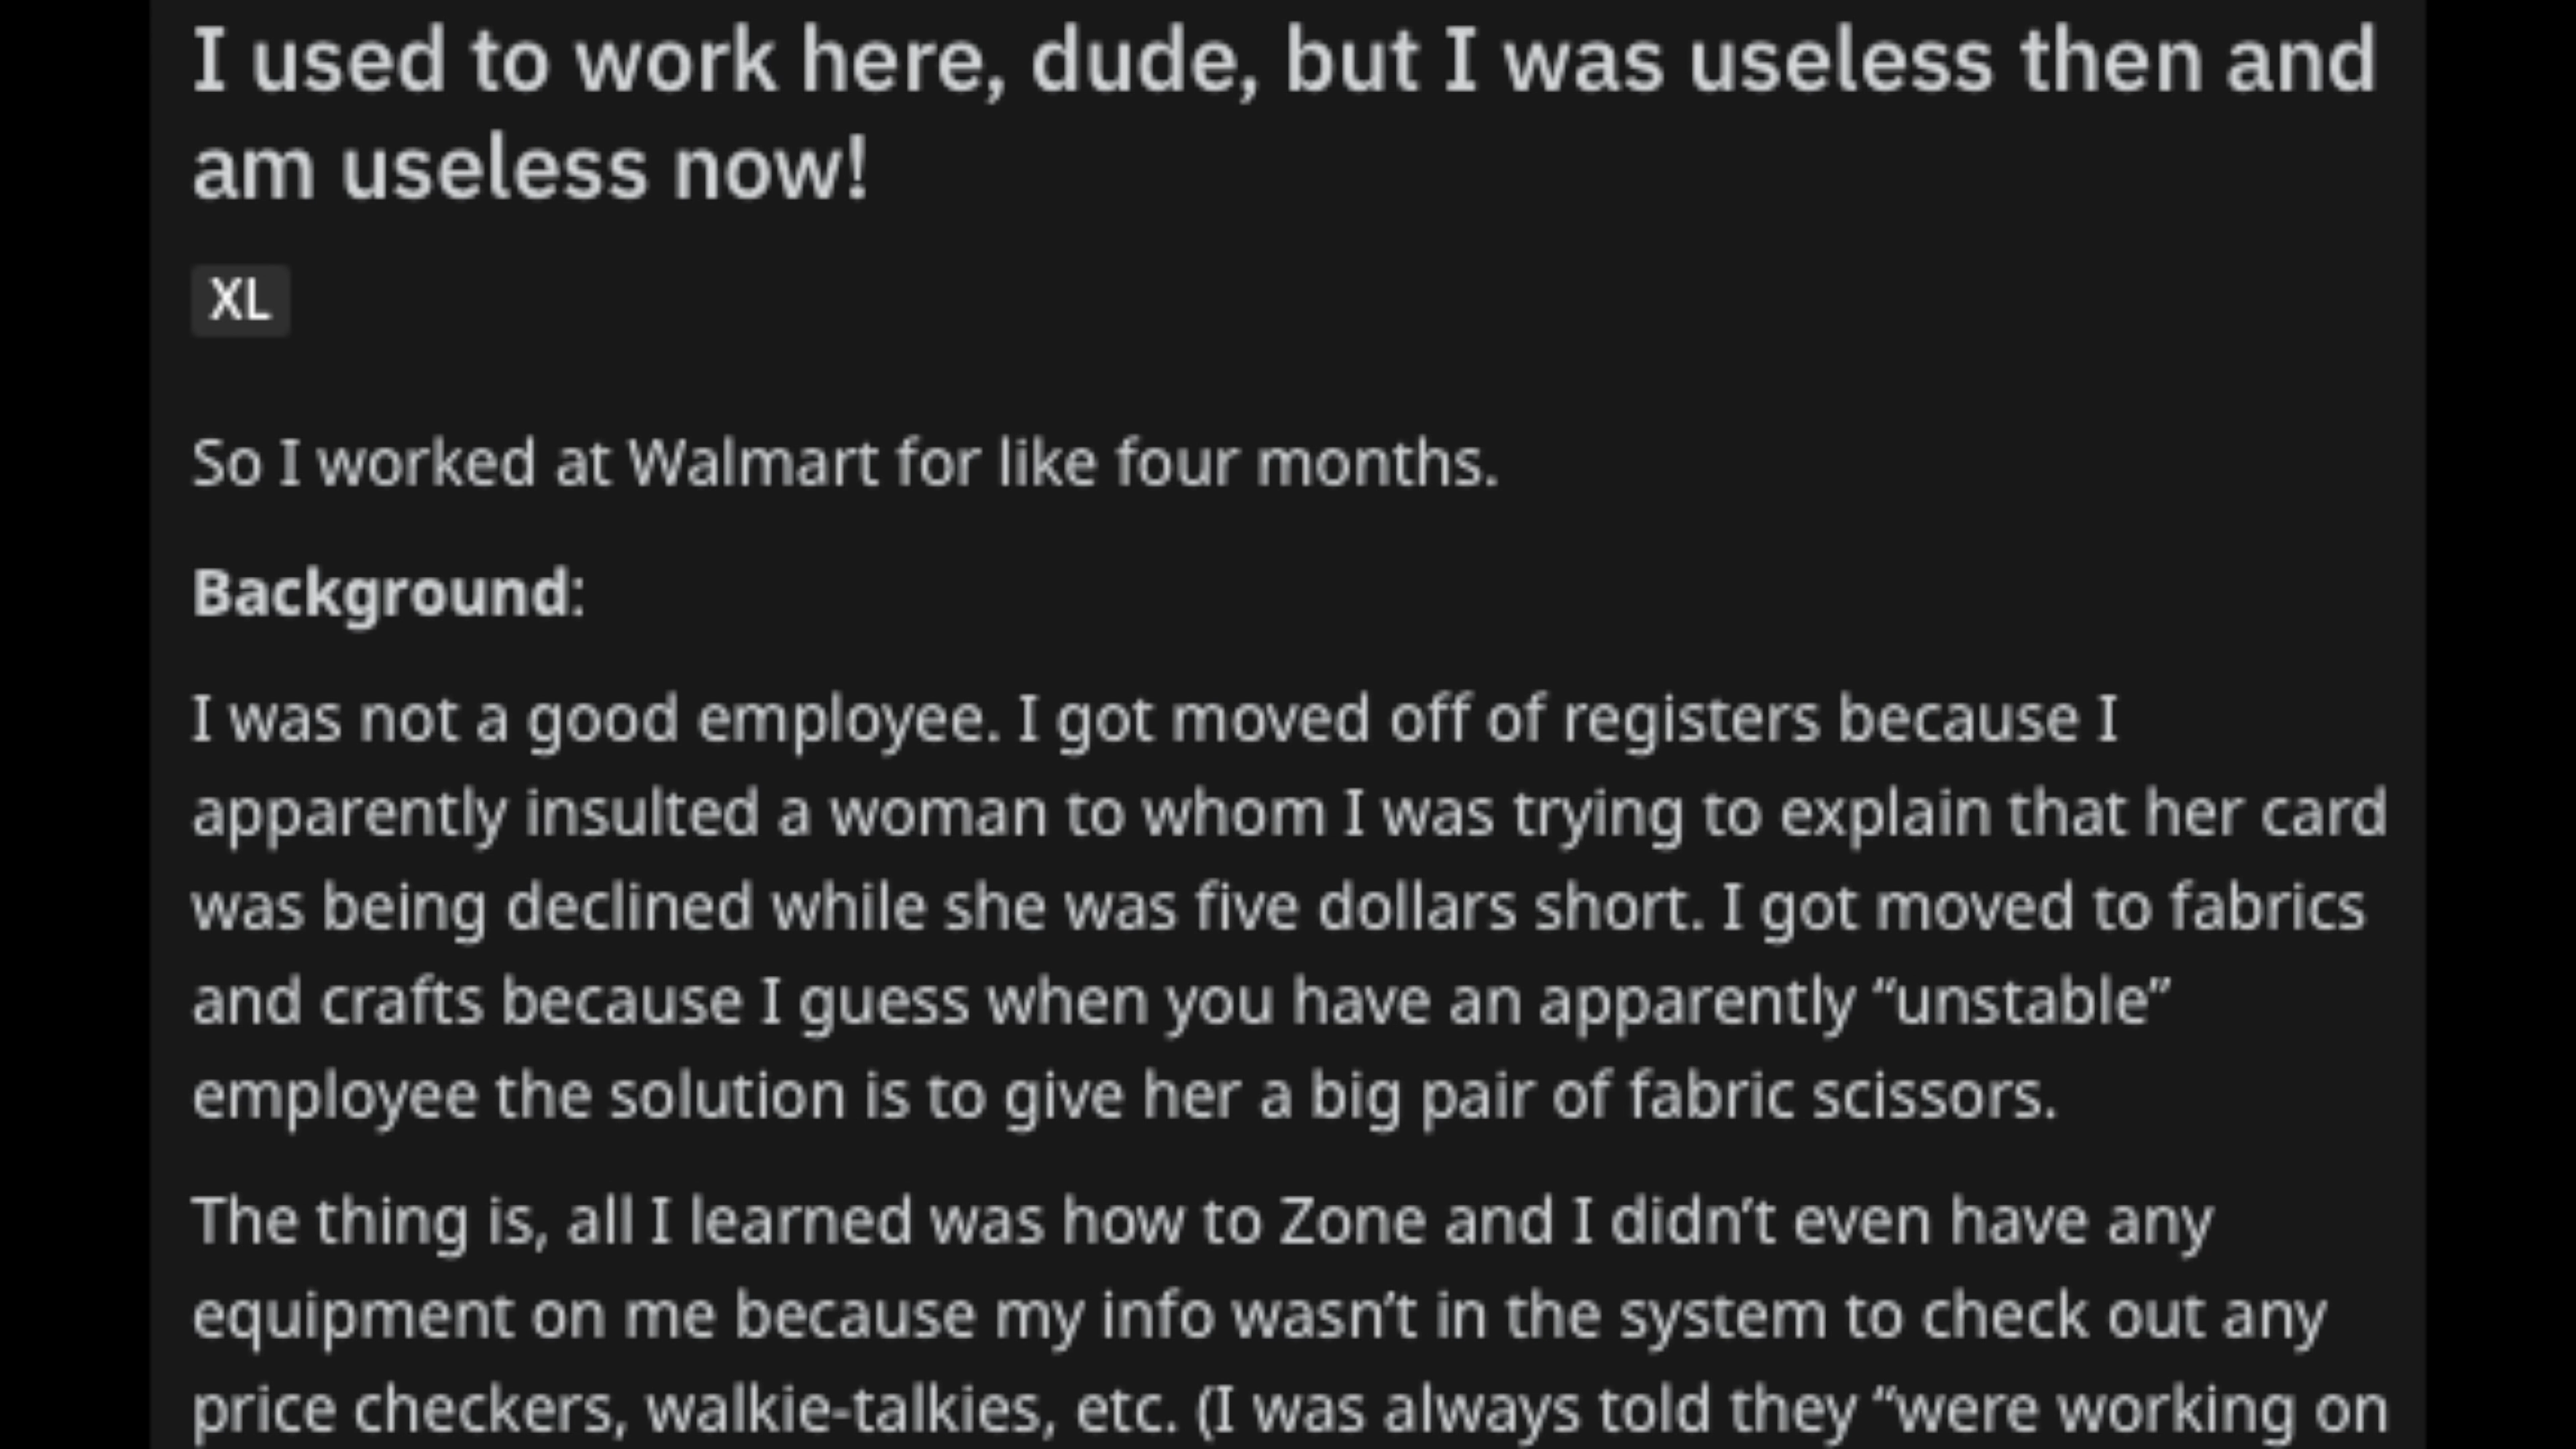 I used to work here, dude, but I was useless then and
am useless now!
XL
So I worked at Walmart for like four months.
Background:
I was not a good employee. I got moved off of registers because I
apparently insulted a woman to whom I was trying to explain that her card
was being declined while she was five dollars short. I got moved to fabrics
and crafts because I guess when you have an apparently “unstable”
employee the solution is to give her a big pair of fabric scissors.
The thing is, all I learned was how to Zone and I didn’t even have any
equipment on me because my info wasn’t in the system to check out any
price checkers, walkie-talkies, etc. (I was always told they “were working on